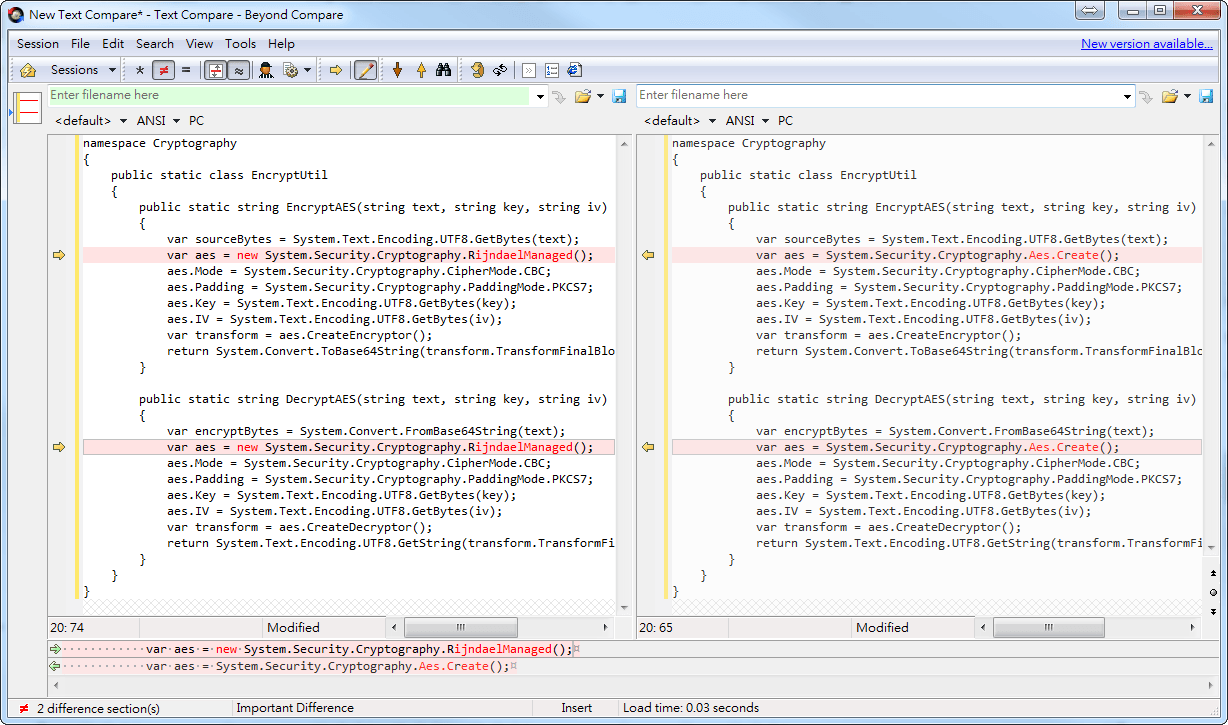 New Text Compare* - Text Compare - Beyond Compare
Session File Edit Search View Tools Help New version available...
Sessions
Enter filename here Enter filename here
<default> ANSI PC <default> ANSI PC
namespace Cryptography
{
    public static class EncryptUtil
    {
        public static string EncryptAES(string text, string key, string iv)
        {
            var sourceBytes = System.Text.Encoding.UTF8.GetBytes(text);
            var aes = new System.Security.Cryptography.RijndaelManaged();
            aes.Mode = System.Security.Cryptography.CipherMode.CBC;
            aes.Padding = System.Security.Cryptography.PaddingMode.PKCS7;
            aes.Key = System.Text.Encoding.UTF8.GetBytes(key);
            aes.IV = System.Text.Encoding.UTF8.GetBytes(iv);
            var transform = aes.CreateEncryptor();
            return System.Convert.ToBase64String(transform.TransformFinalBlo
        }
        public static string DecryptAES(string text, string key, string iv)
        {
            var encryptBytes = System.Convert.FromBase64String(text);
            var aes = new System.Security.Cryptography.RijndaelManaged();
            aes.Mode = System.Security.Cryptography.CipherMode.CBC;
            aes.Padding = System.Security.Cryptography.PaddingMode.PKCS7;
            aes.Key = System.Text.Encoding.UTF8.GetBytes(key);
            aes.IV = System.Text.Encoding.UTF8.GetBytes(iv);
            var transform = aes.CreateDecryptor();
            return System.Text.Encoding.UTF8.GetString(transform.TransformFi
        }
    }
}
20: 74 Modified
namespace Cryptography
{
    public static class EncryptUtil
    {
        public static string EncryptAES(string text, string key, string iv)
        {
            var sourceBytes = System.Text.Encoding.UTF8.GetBytes(text);
            var aes = System.Security.Cryptography.Aes.Create();
            aes.Mode = System.Security.Cryptography.CipherMode.CBC;
            aes.Padding = System.Security.Cryptography.PaddingMode.PKCS7;
            aes.Key = System.Text.Encoding.UTF8.GetBytes(key);
            aes.IV = System.Text.Encoding.UTF8.GetBytes(iv);
            var transform = aes.CreateEncryptor();
            return System.Convert.ToBase64String(transform.TransformFinalBlo
        }
        public static string DecryptAES(string text, string key, string iv)
        {
            var encryptBytes = System.Convert.FromBase64String(text);
            var aes = System.Security.Cryptography.Aes.Create();
            aes.Mode = System.Security.Cryptography.CipherMode.CBC;
            aes.Padding = System.Security.Cryptography.PaddingMode.PKCS7;
            aes.Key = System.Text.Encoding.UTF8.GetBytes(key);
            aes.IV = System.Text.Encoding.UTF8.GetBytes(iv);
            var transform = aes.CreateDecryptor();
            return System.Text.Encoding.UTF8.GetString(transform.TransformFi
        }
    }
}
20: 65 Modified
············var·aes·=·new·System.Security.Cryptography.RijndaelManaged();¤
············var·aes·=·System.Security.Cryptography.Aes.Create();¤
≠ 2 difference section(s) Important Difference Insert Load time: 0.03 seconds